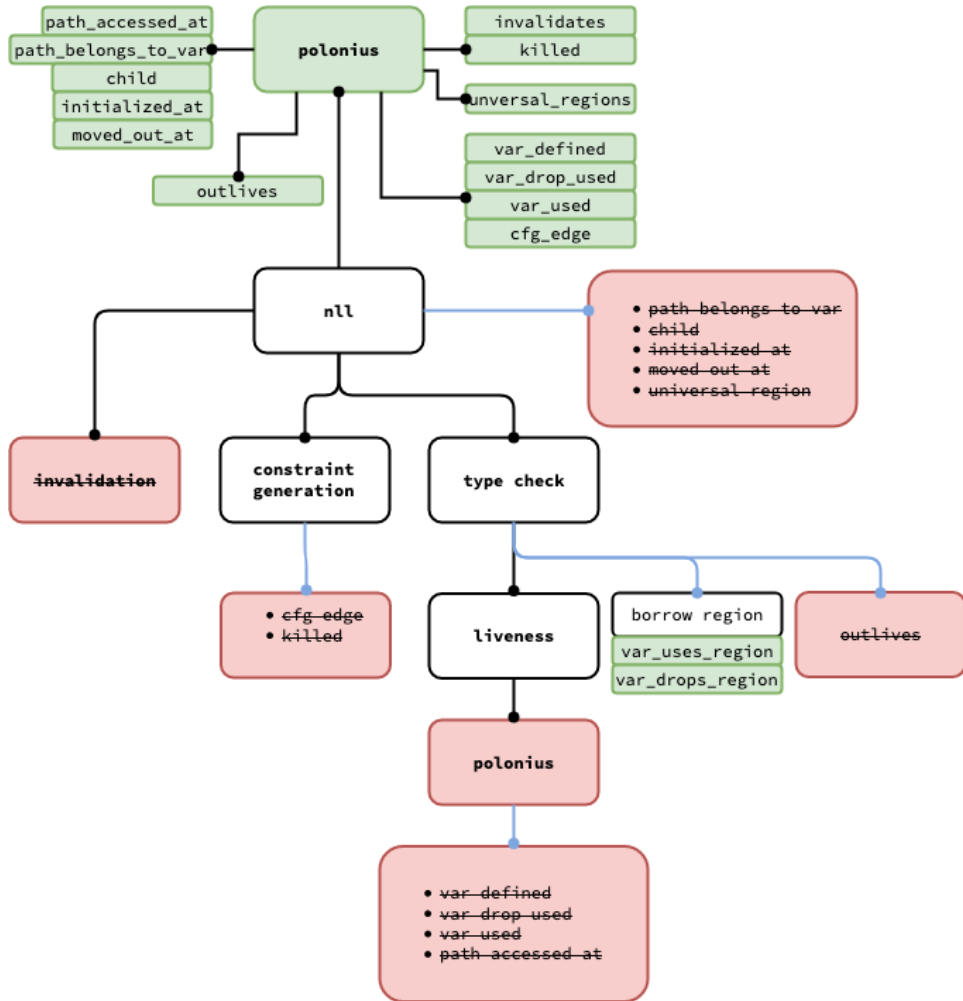 path_accessed_at
path_belongs_to_var
child
initialized_at
moved_out_at
polonius
invalidates
killed
unversal_regions
var_defined
var_drop_used
var_used
cfg_edge
outlives
nll
• path belongs to var
• child
• initialized at
• moved out at
• universal region
invalidation
constraint
generation
type check
• cfg edge
• killed
liveness
borrow region
var_uses_region
var_drops_region
outlives
polonius
• var defined
• var drop used
• var used
• path accessed at